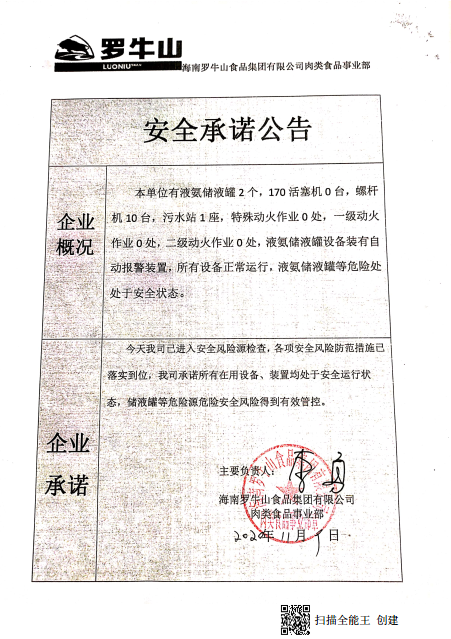 罗牛山
LUONIU
海南罗牛山食品集团有限公司肉类食品事业部
安全承诺公告
企业
概况
本单位有液氨储液罐 2 个，170 活塞机 0 台，螺杆
机 10 台，污水站 1 座，特殊动火作业 0 处，一级动火
作业 0 处，二级动火作业 0 处，液氨储液罐设备装有自
动报警装置，所有设备正常运行，液氨储液罐等危险处
处于安全状态。
企业
承诺
今天我司已进入安全风险源检查，各项安全风险防范措施已
落实到位，我司承诺所有在用设备、装置均处于安全运行状
态，储液罐等危险源危险安全风险得到有效管控。
主要负责人：
海南罗牛山食品集团有限公司
肉类食品事业部
2020年11月 日
扫描全能王 创建